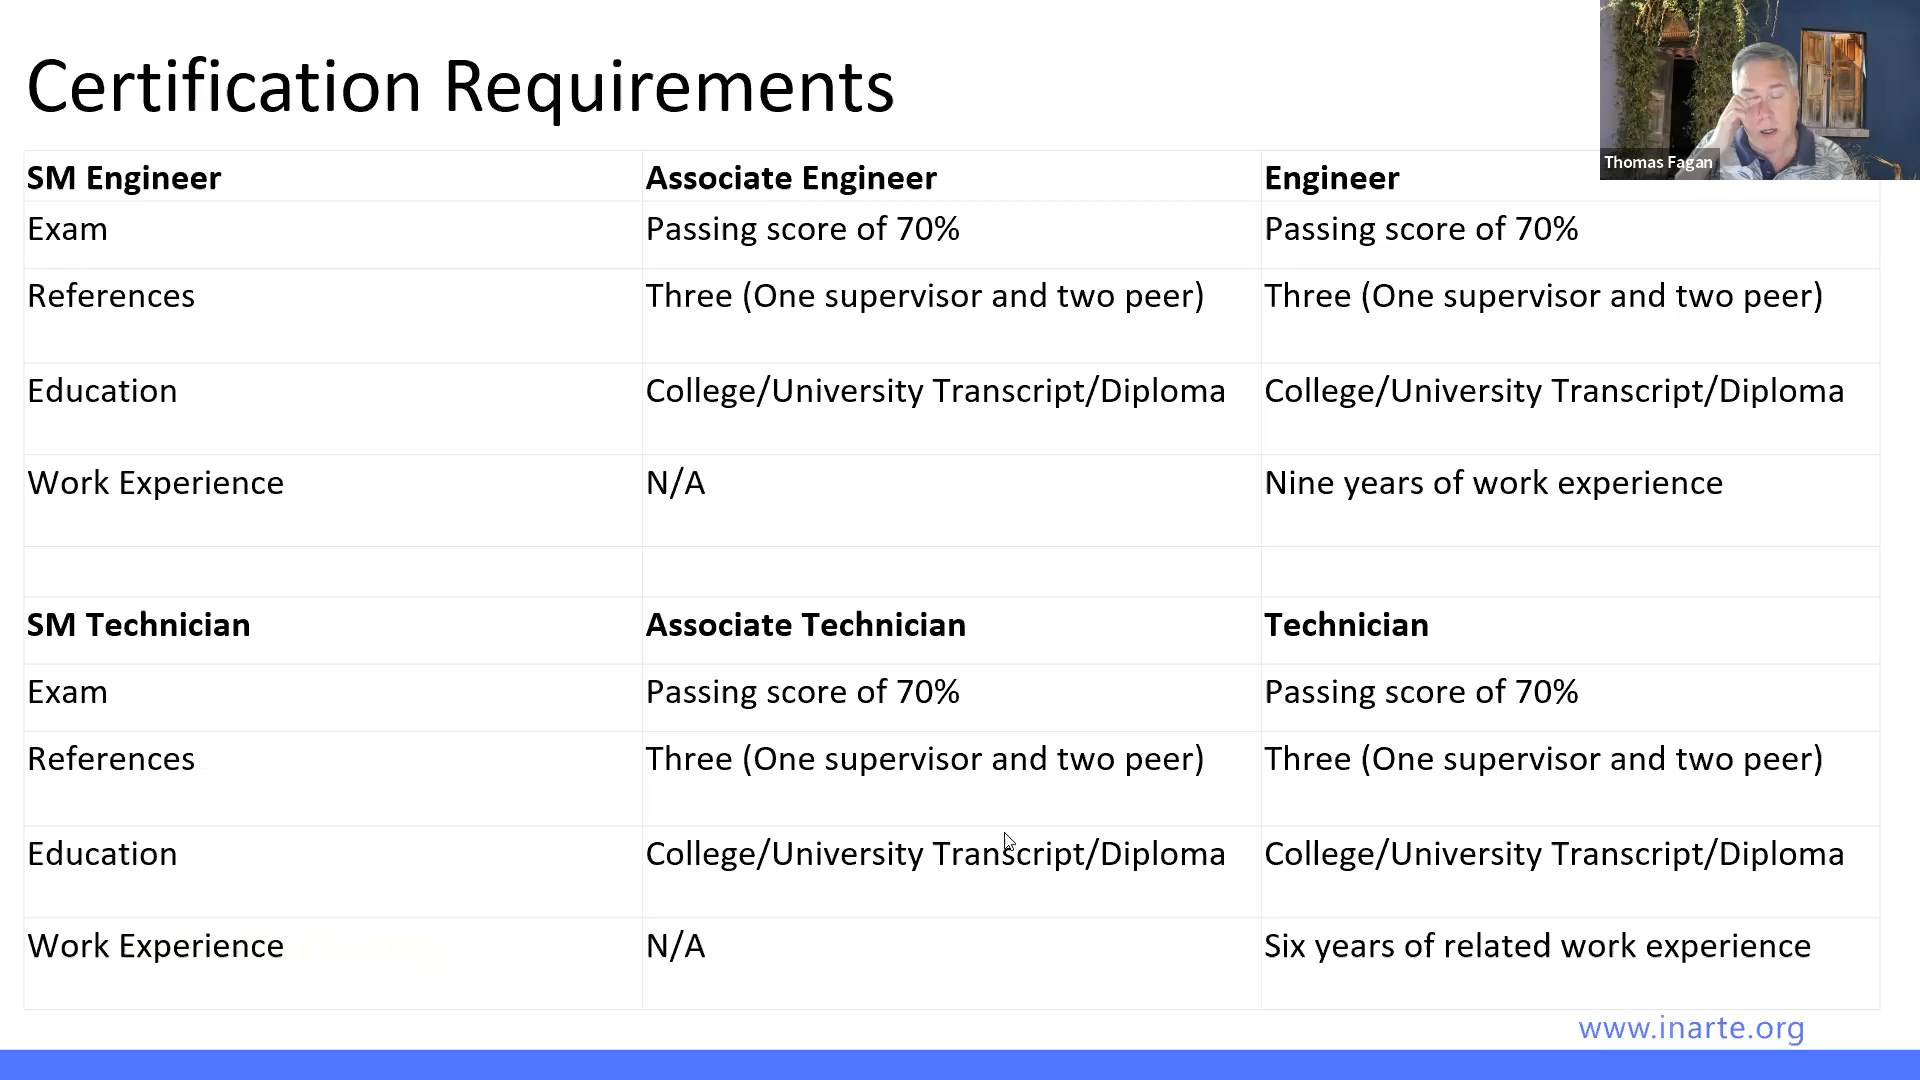 Certification Requirements
Thomas Fagan
SM Engineer Associate Engineer Engineer
Exam Passing score of 70% Passing score of 70%
References Three (One supervisor and two peer) Three (One supervisor and two peer)
Education College/University Transcript/Diploma College/University Transcript/Diploma
Work Experience N/A Nine years of work experience
SM Technician Associate Technician Technician
Exam Passing score of 70% Passing score of 70%
References Three (One supervisor and two peer) Three (One supervisor and two peer)
Education College/University Transcript/Diploma College/University Transcript/Diploma
Work Experience N/A Six years of related work experience
www.inarte.org